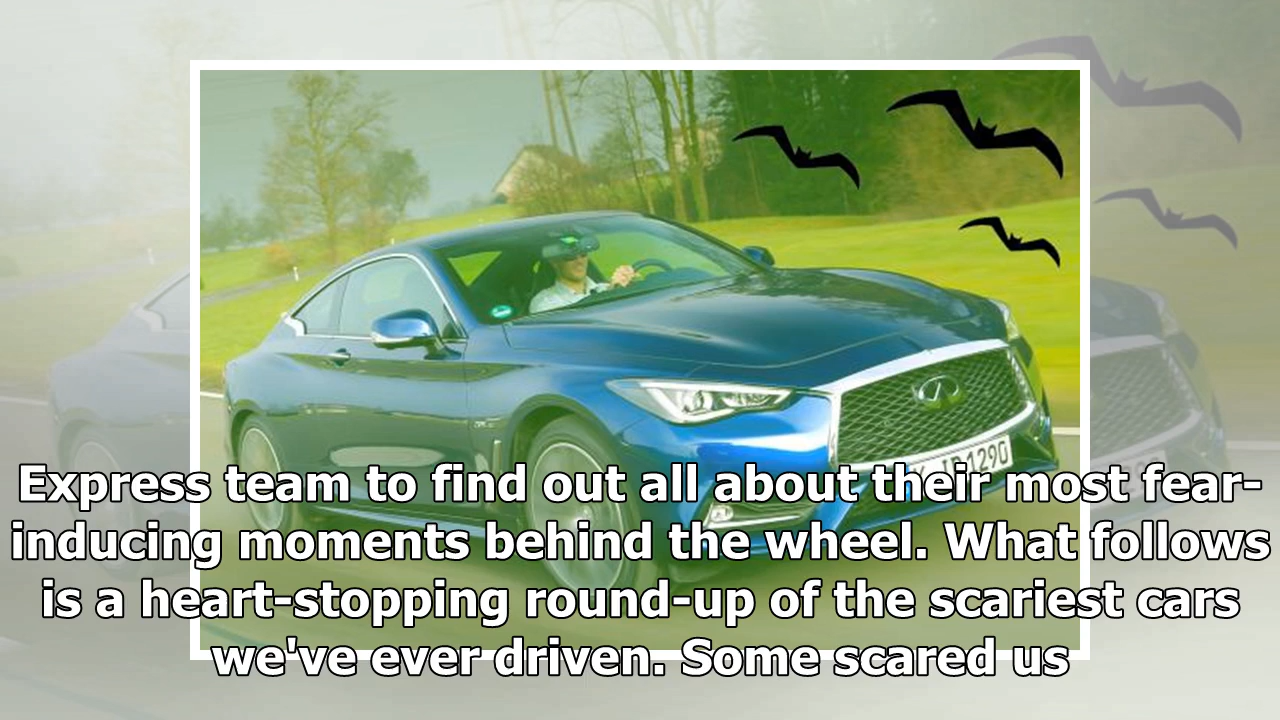 Express team to find out all about their most fear-
inducing moments behind the wheel. What follows
is a heart-stopping round-up of the scariest cars
we've ever driven. Some scared us